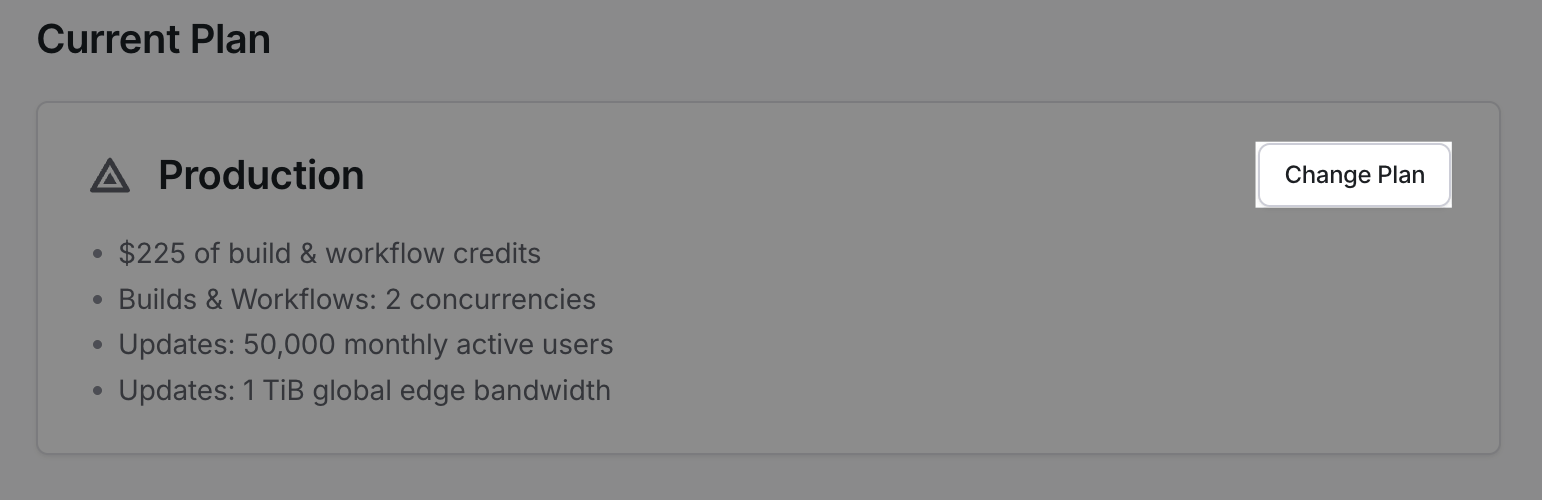 Current Plan
Production
Change Plan
• $225 of build & workflow credits
• Builds & Workflows: 2 concurrencies
• Updates: 50,000 monthly active users
• Updates: 1 TiB global edge bandwidth